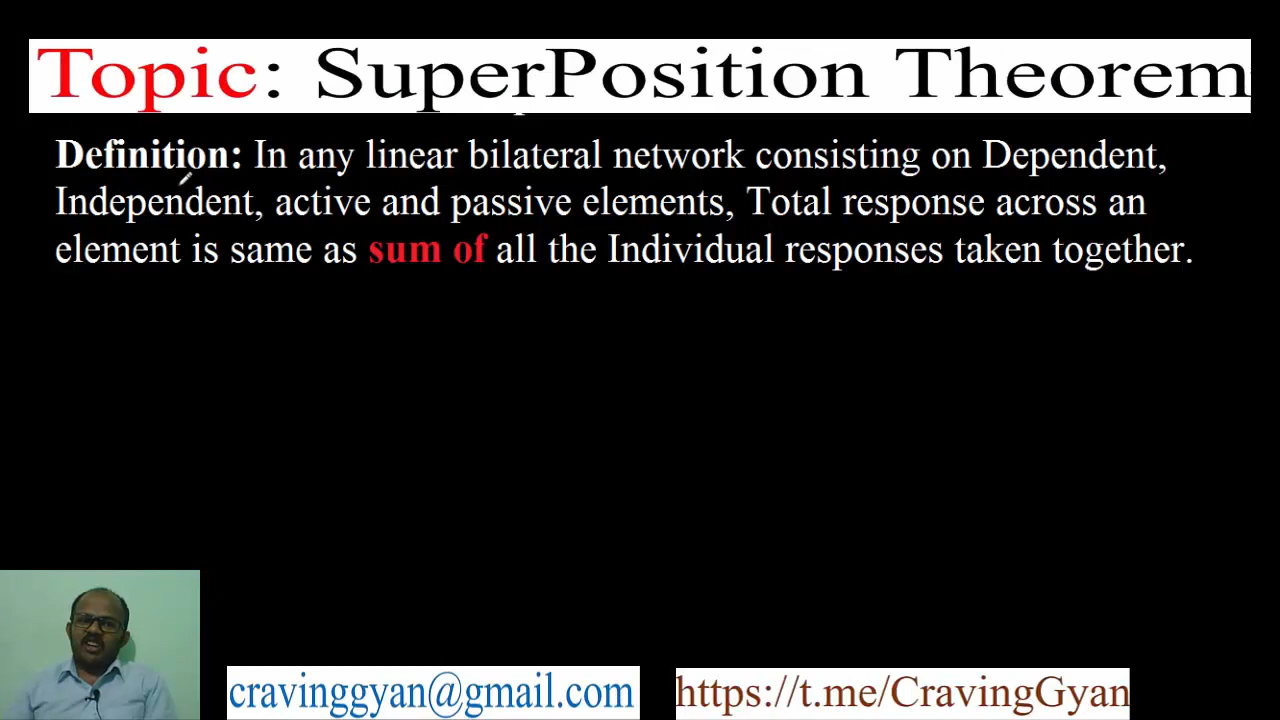 Topic: SuperPosition Theorem
Definition: In any linear bilateral network consisting on Dependent,
Independent, active and passive elements, Total response across an
element is same as sum of all the Individual responses taken together.
cravinggyan@gmail.com
https://t.me/CravingGyan